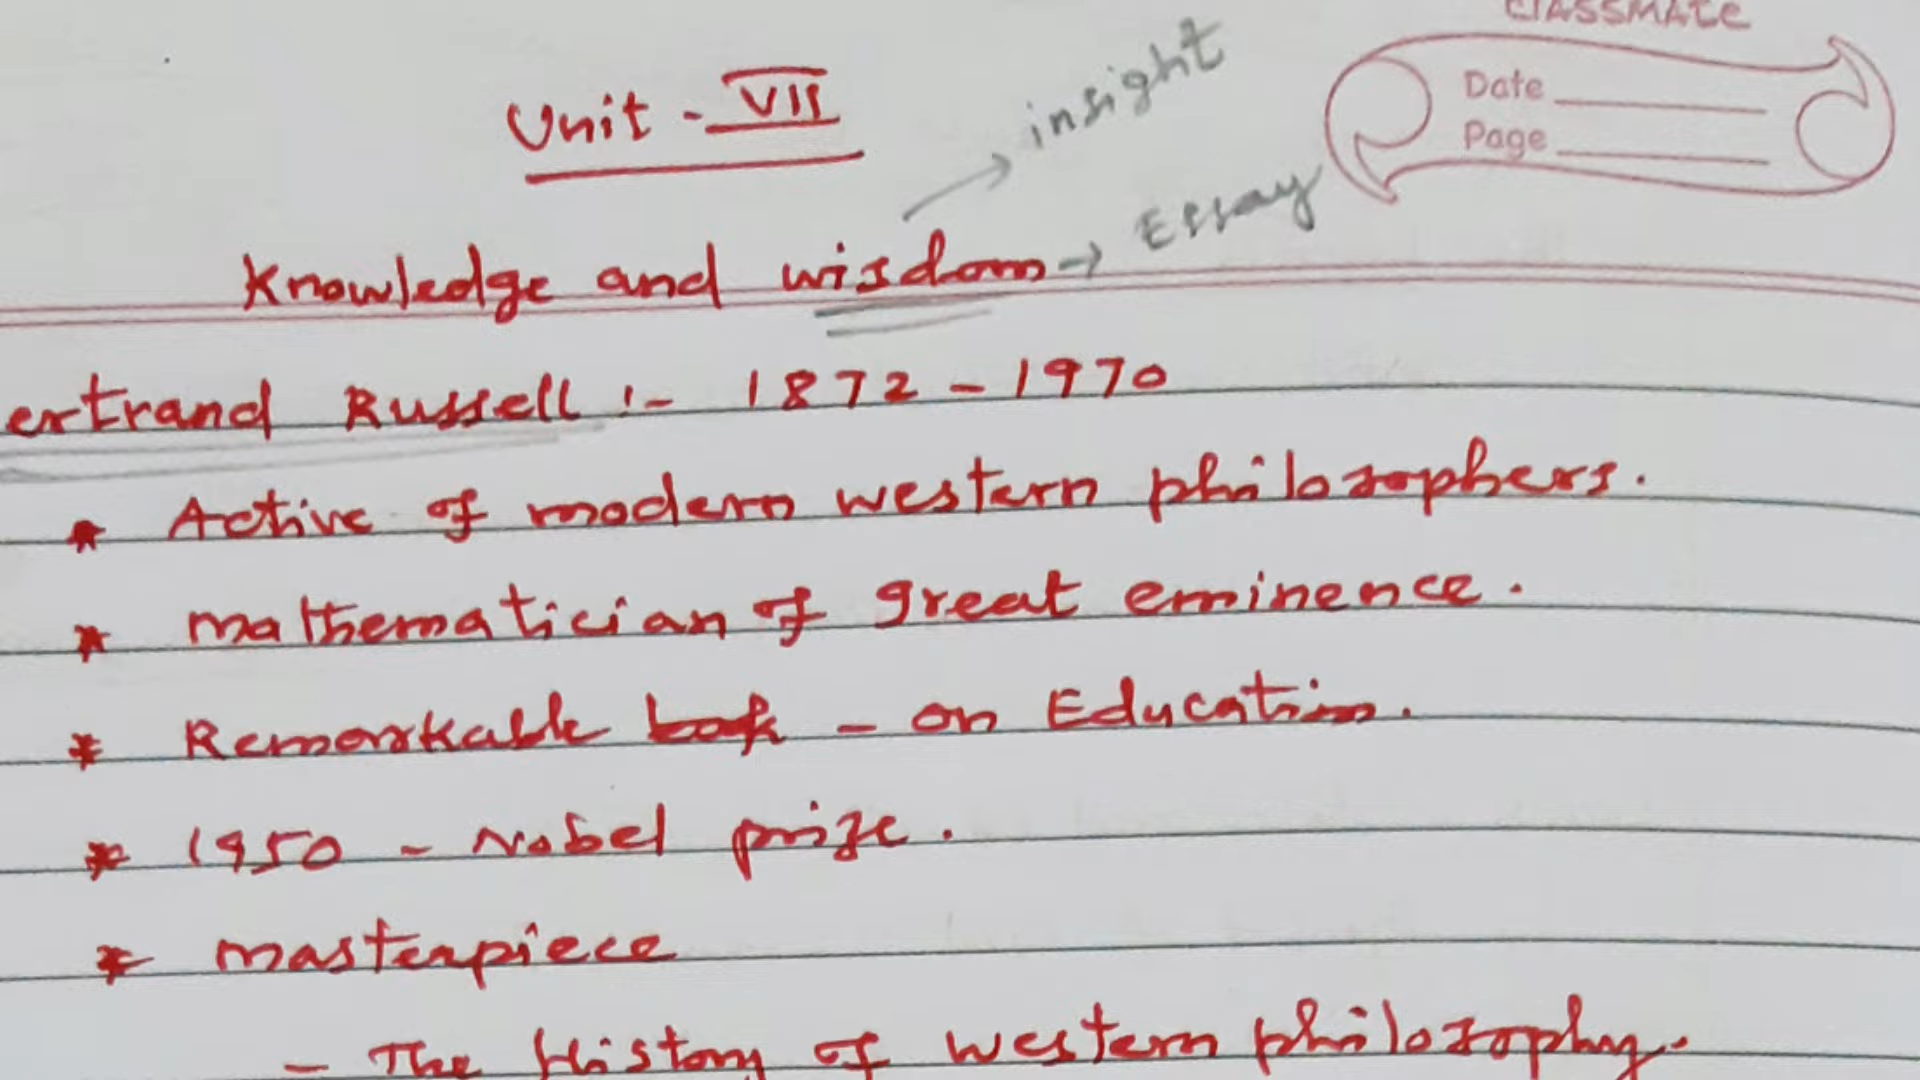 classmate
Date
Page
Unit - VII
insight
Essay
Knowledge and wisdom →
ertrand Russell :- 1872 - 1970
* Active of modern western philosophers.
* mathematician of great eminence.
* Remarkable book - on Education.
* 1950 - Nobel prize.
* masterpiece
- The History of western philosophy.